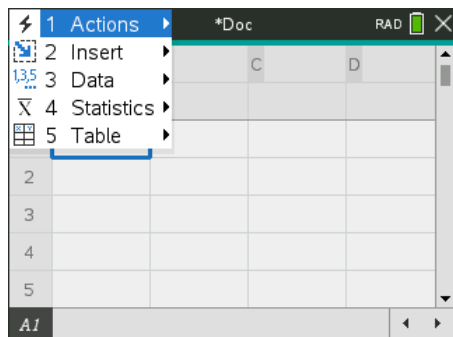 1 Actions *Doc RAD
2 Insert
1,3,5 3 Data C D
X 4 Statistics
X Y 5 Table
2
3
4
5
A1